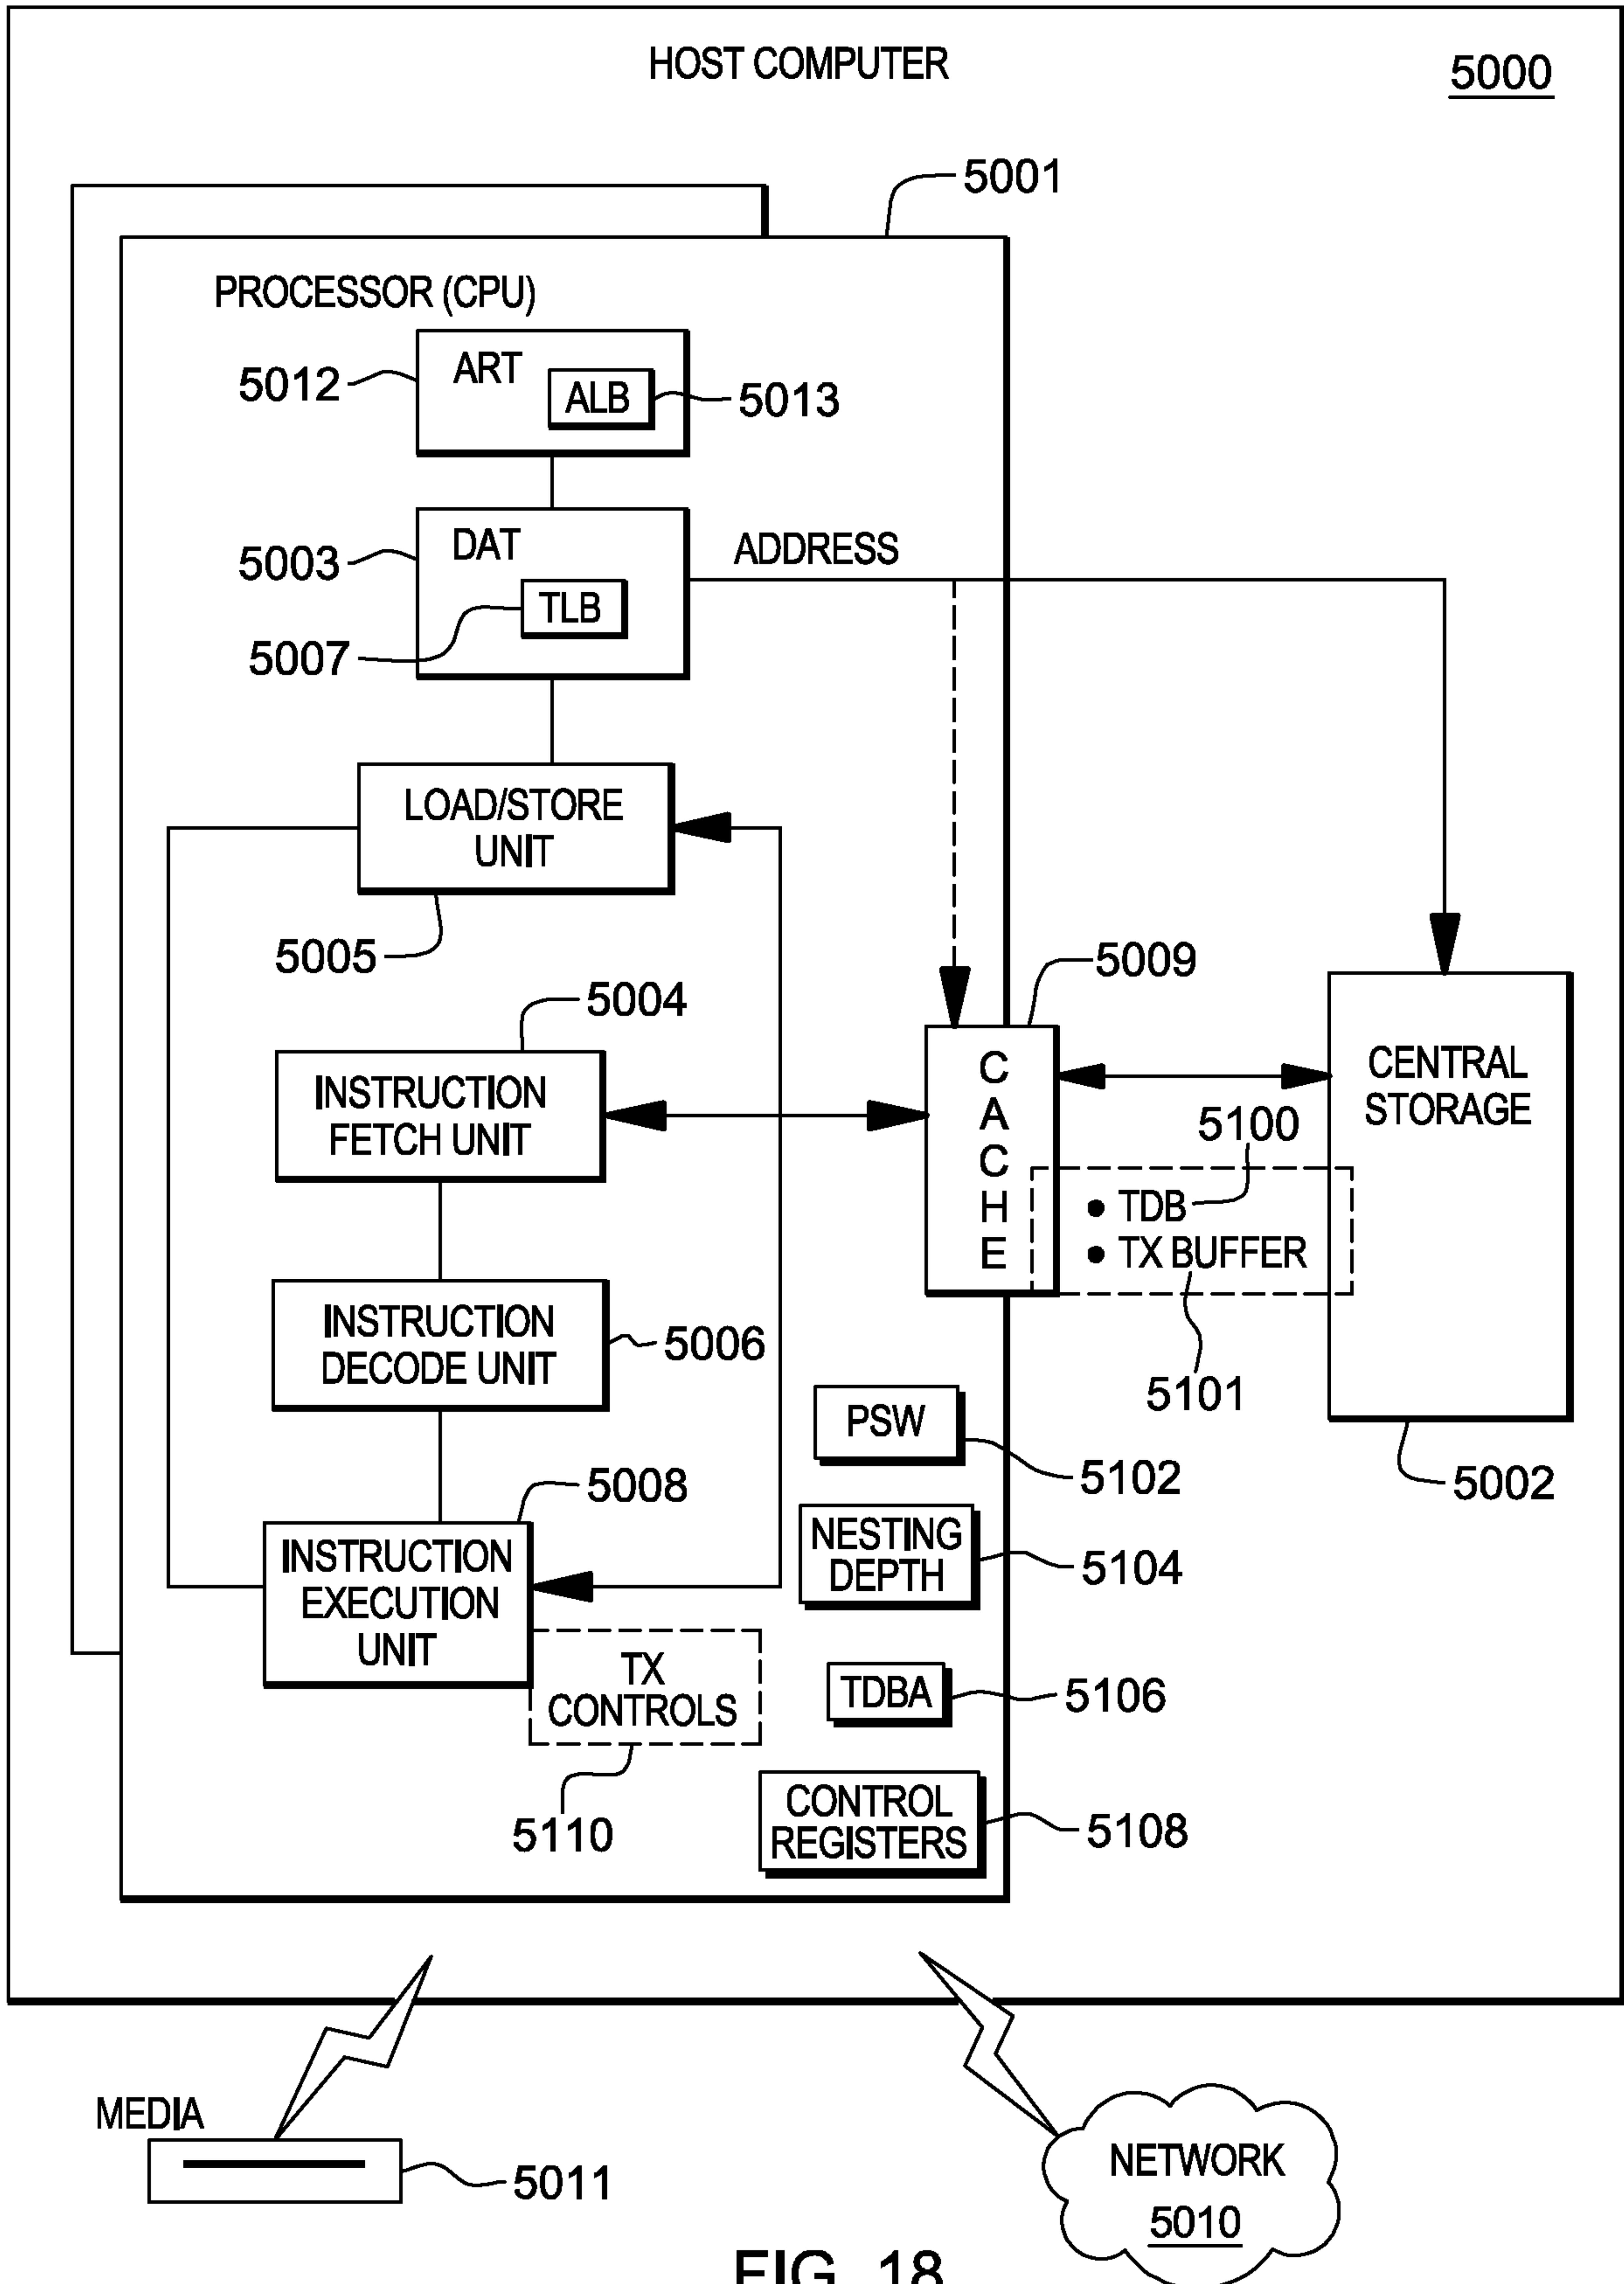 HOST COMPUTER
5000
5001
PROCESSOR (CPU)
ART
5012
ALB
5013
DAT
ADDRESS
5003
TLB
5007
LOAD/STORE
UNIT
5005
5009
5004
CACHE
CENTRAL
STORAGE
INSTRUCTION
FETCH UNIT
5100
• TDB
• TX BUFFER
INSTRUCTION
DECODE UNIT
5006
5101
PSW
5102
5002
5008
NESTING
DEPTH
5104
INSTRUCTION
EXECUTION
UNIT
TX
CONTROLS
TDBA
5106
5110
CONTROL
REGISTERS
5108
MEDIA
5011
NETWORK
5010
FIG. 18